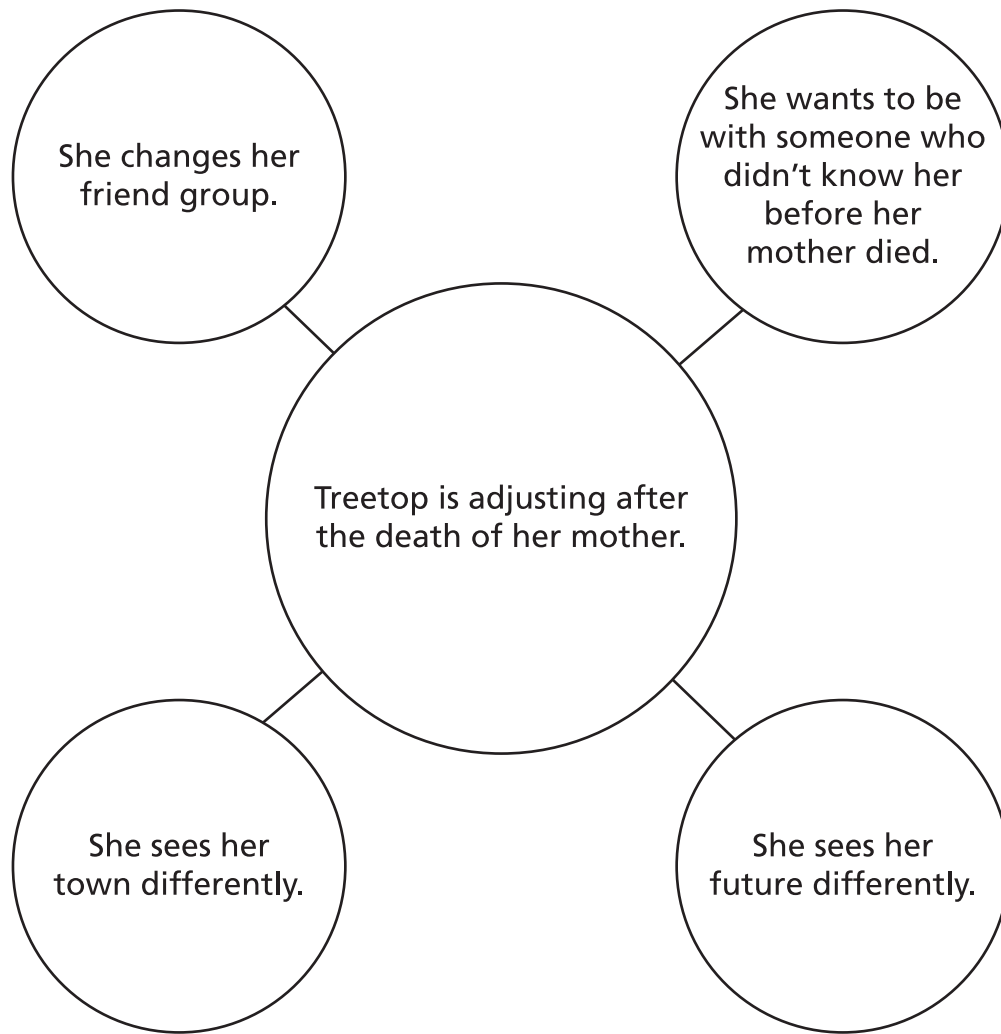 She changes her
friend group.
She wants to be
with someone who
didn't know her
before her
mother died.
Treetop is adjusting after
the death of her mother.
She sees her
town differently.
She sees her
future differently.